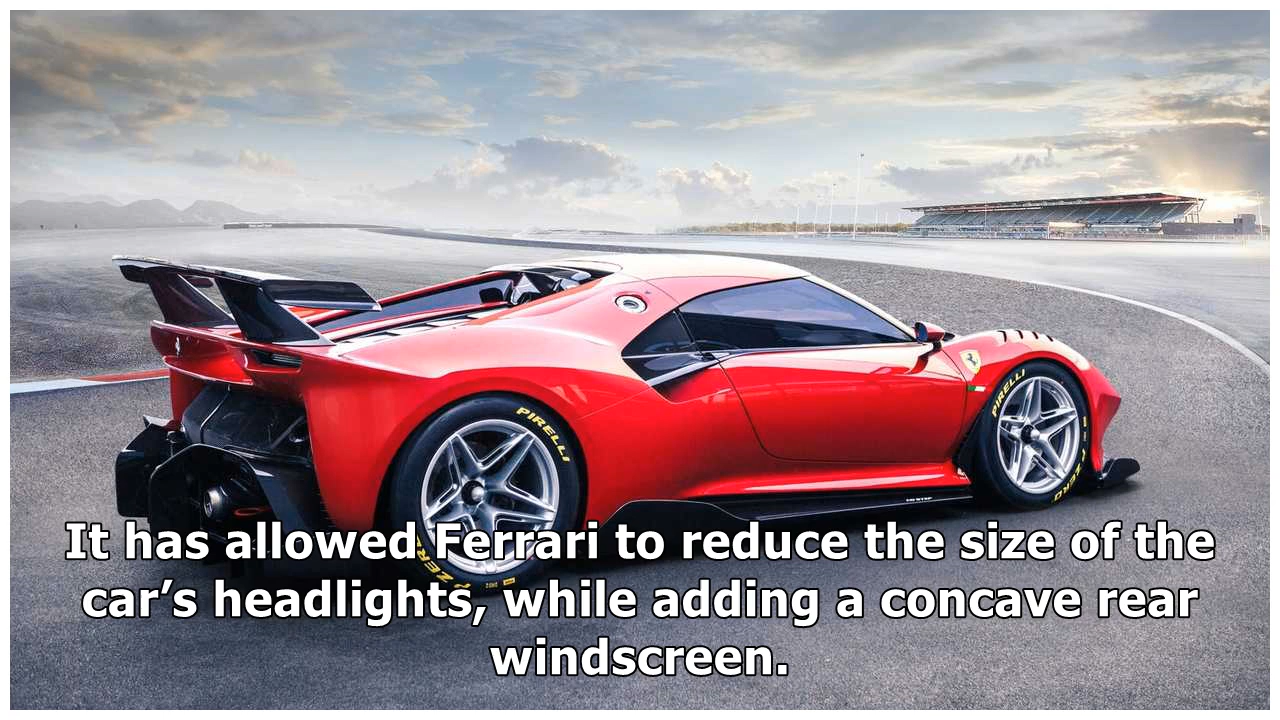 PIRELLI
PIRELLI
P ZERO
It has allowed Ferrari to reduce the size of the
car’s headlights, while adding a concave rear
windscreen.